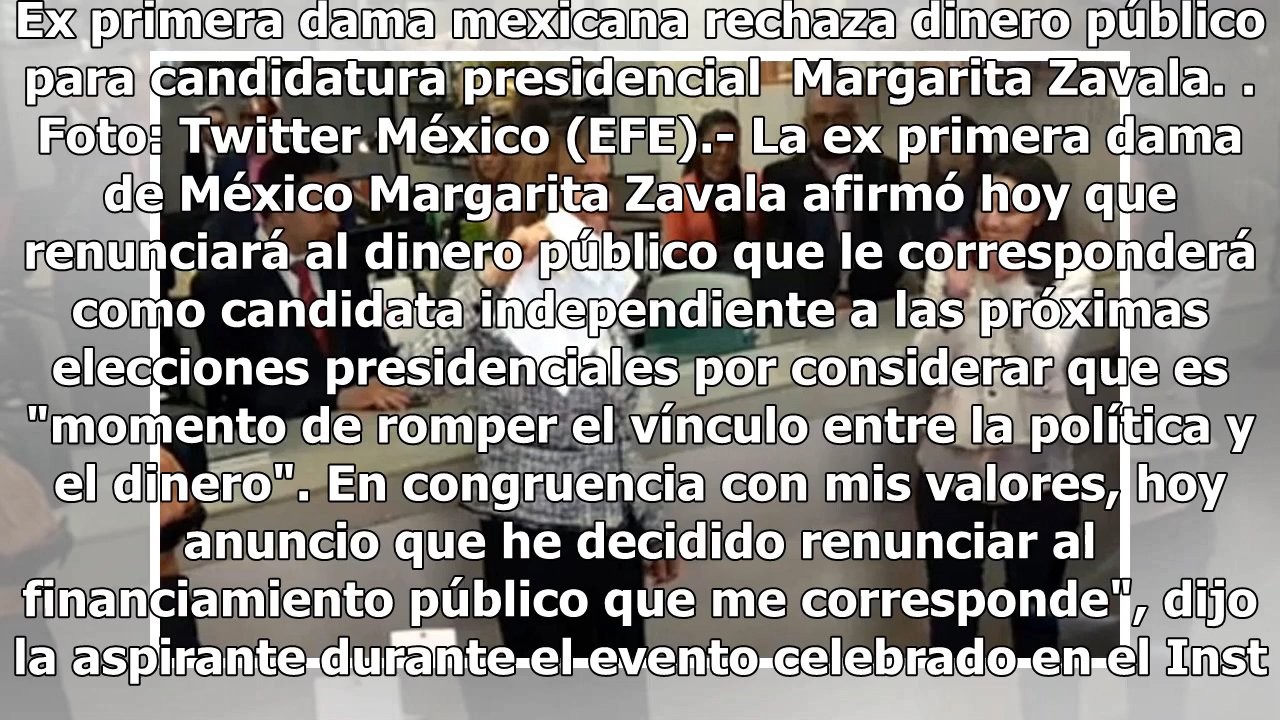 Ex primera dama mexicana rechaza dinero público
para candidatura presidencial  Margarita Zavala. .
Foto: Twitter México (EFE).- La ex primera dama
de México Margarita Zavala afirmó hoy que
renunciará al dinero público que le corresponderá
como candidata independiente a las próximas
elecciones presidenciales por considerar que es
"momento de romper el vínculo entre la política y
el dinero". En congruencia con mis valores, hoy
anuncio que he decidido renunciar al
financiamiento público que me corresponde", dijo
la aspirante durante el evento celebrado en el Inst